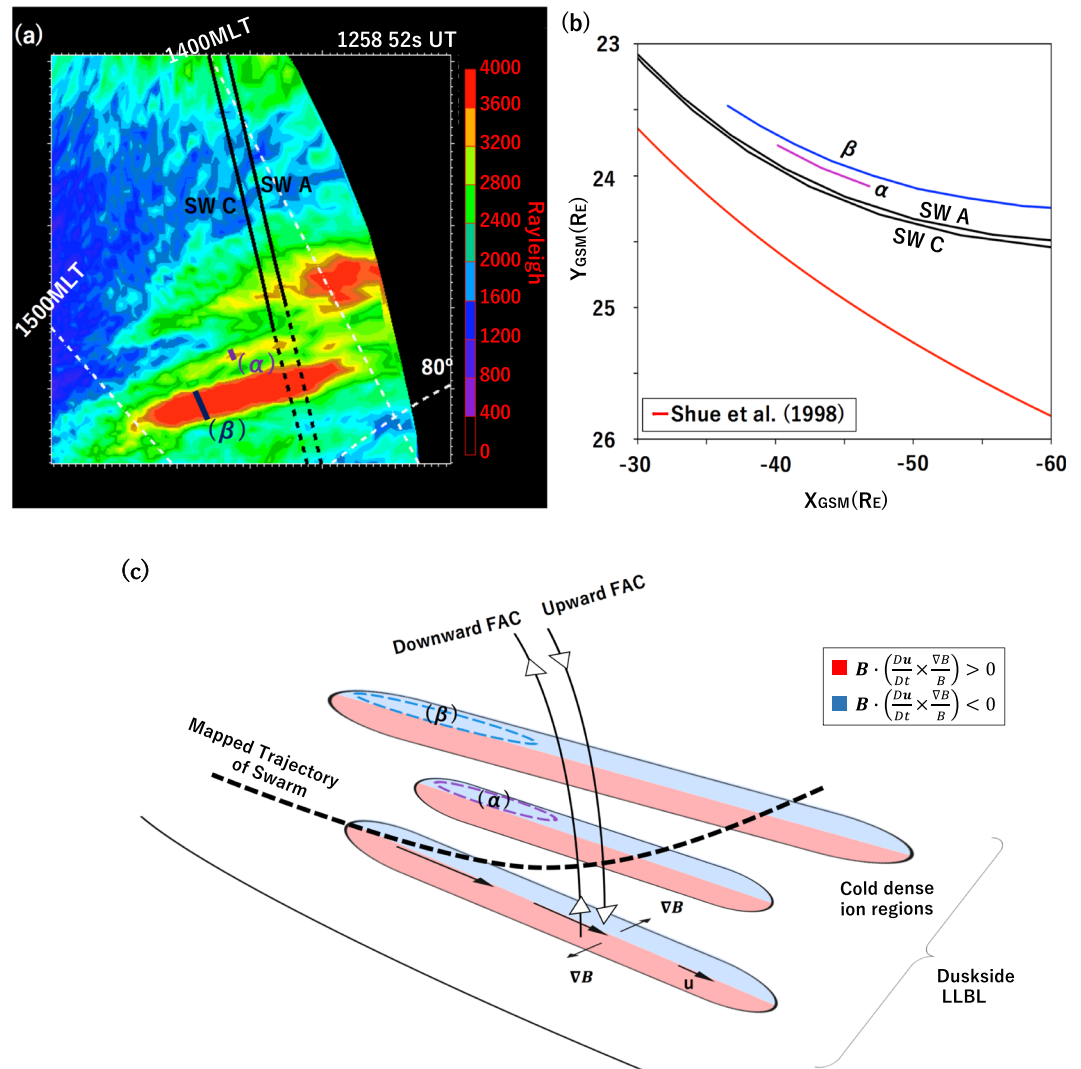 (a)
1400MLT
1258 52s UT
SW C
SW A
1500MLT
(α)
(β)
80°
4000
3600
3200
2800
2400
2000
1600
1200
800
400
0
Rayleigh
(b)
23
24
25
26
YGSM(RE)
β
α
SW A
SW C
Shue et al. (1998)
-30
-40
-50
-60
XGSM(RE)
(c)
Downward FAC
Upward FAC
B · (Du/Dt × ∇B/B) > 0
B · (Du/Dt × ∇B/B) < 0
Mapped Trajectory
of Swarm
(β)
(α)
∇B
∇B
u
Cold dense
ion regions
Duskside
LLBL